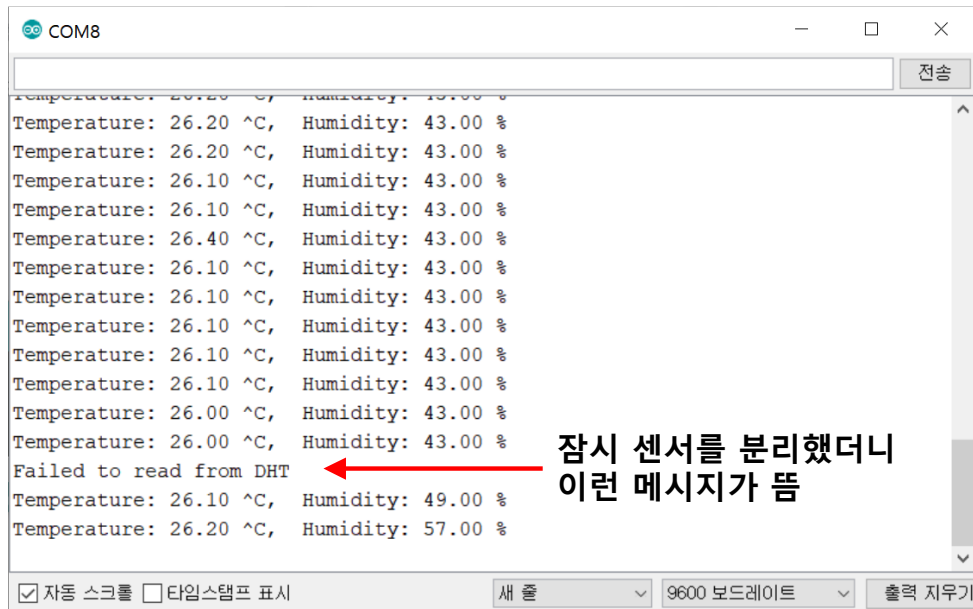 COM8
전송
Temperature: 26.20 ^C,  Humidity: 43.00 %
Temperature: 26.20 ^C,  Humidity: 43.00 %
Temperature: 26.20 ^C,  Humidity: 43.00 %
Temperature: 26.10 ^C,  Humidity: 43.00 %
Temperature: 26.10 ^C,  Humidity: 43.00 %
Temperature: 26.40 ^C,  Humidity: 43.00 %
Temperature: 26.10 ^C,  Humidity: 43.00 %
Temperature: 26.10 ^C,  Humidity: 43.00 %
Temperature: 26.10 ^C,  Humidity: 43.00 %
Temperature: 26.10 ^C,  Humidity: 43.00 %
Temperature: 26.10 ^C,  Humidity: 43.00 %
Temperature: 26.00 ^C,  Humidity: 43.00 %
Temperature: 26.00 ^C,  Humidity: 43.00 %
Failed to read from DHT
잠시 센서를 분리했더니
이런 메시지가 뜸
Temperature: 26.10 ^C,  Humidity: 49.00 %
Temperature: 26.20 ^C,  Humidity: 57.00 %
자동 스크롤 타임스탬프 표시 새 줄 9600 보드레이트 출력 지우기